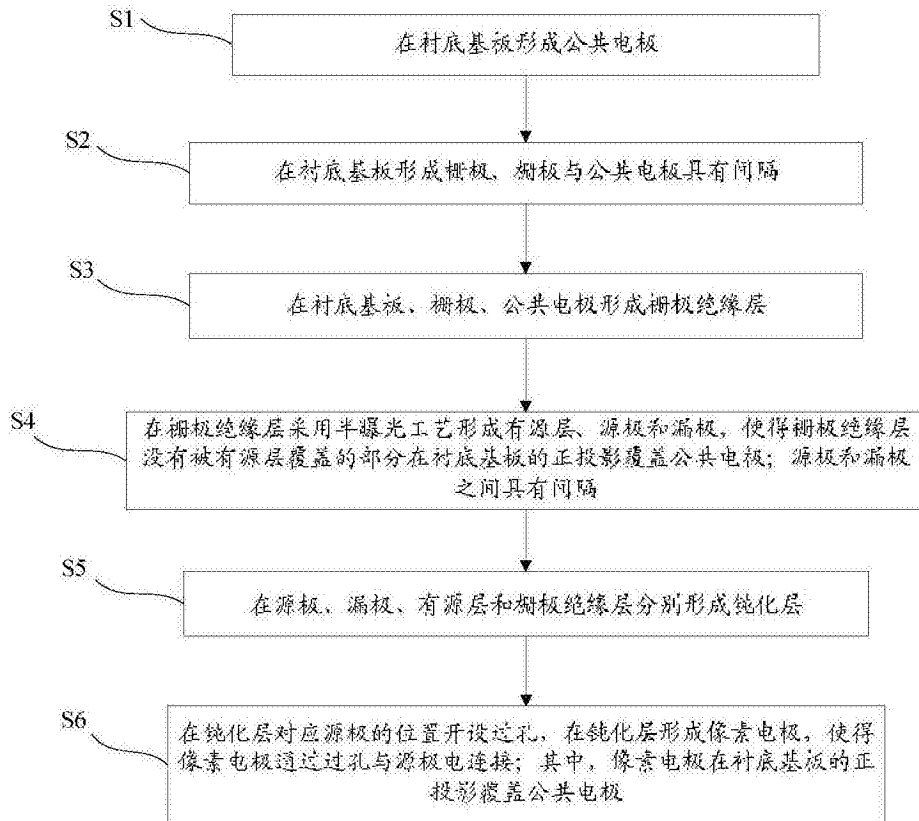 S1
在衬底基板形成公共电极
S2
在衬底基板形成栅极、栅极与公共电极具有间隔
S3
在衬底基板、栅极、公共电极形成栅极绝缘层
S4
在栅极绝缘层采用半曝光工艺形成有源层、源极和漏极，使得栅极绝缘层
没有被有源层覆盖的部分在衬底基板的正投影覆盖公共电极；源极和漏极
之间具有间隔
S5
在源极、漏极、有源层和栅极绝缘层分别形成钝化层
S6
在钝化层对应源极的位置开设过孔，在钝化层形成像素电极，使得
像素电极通过过孔与源极电连接；其中，像素电极在衬底基板的正
投影覆盖公共电极